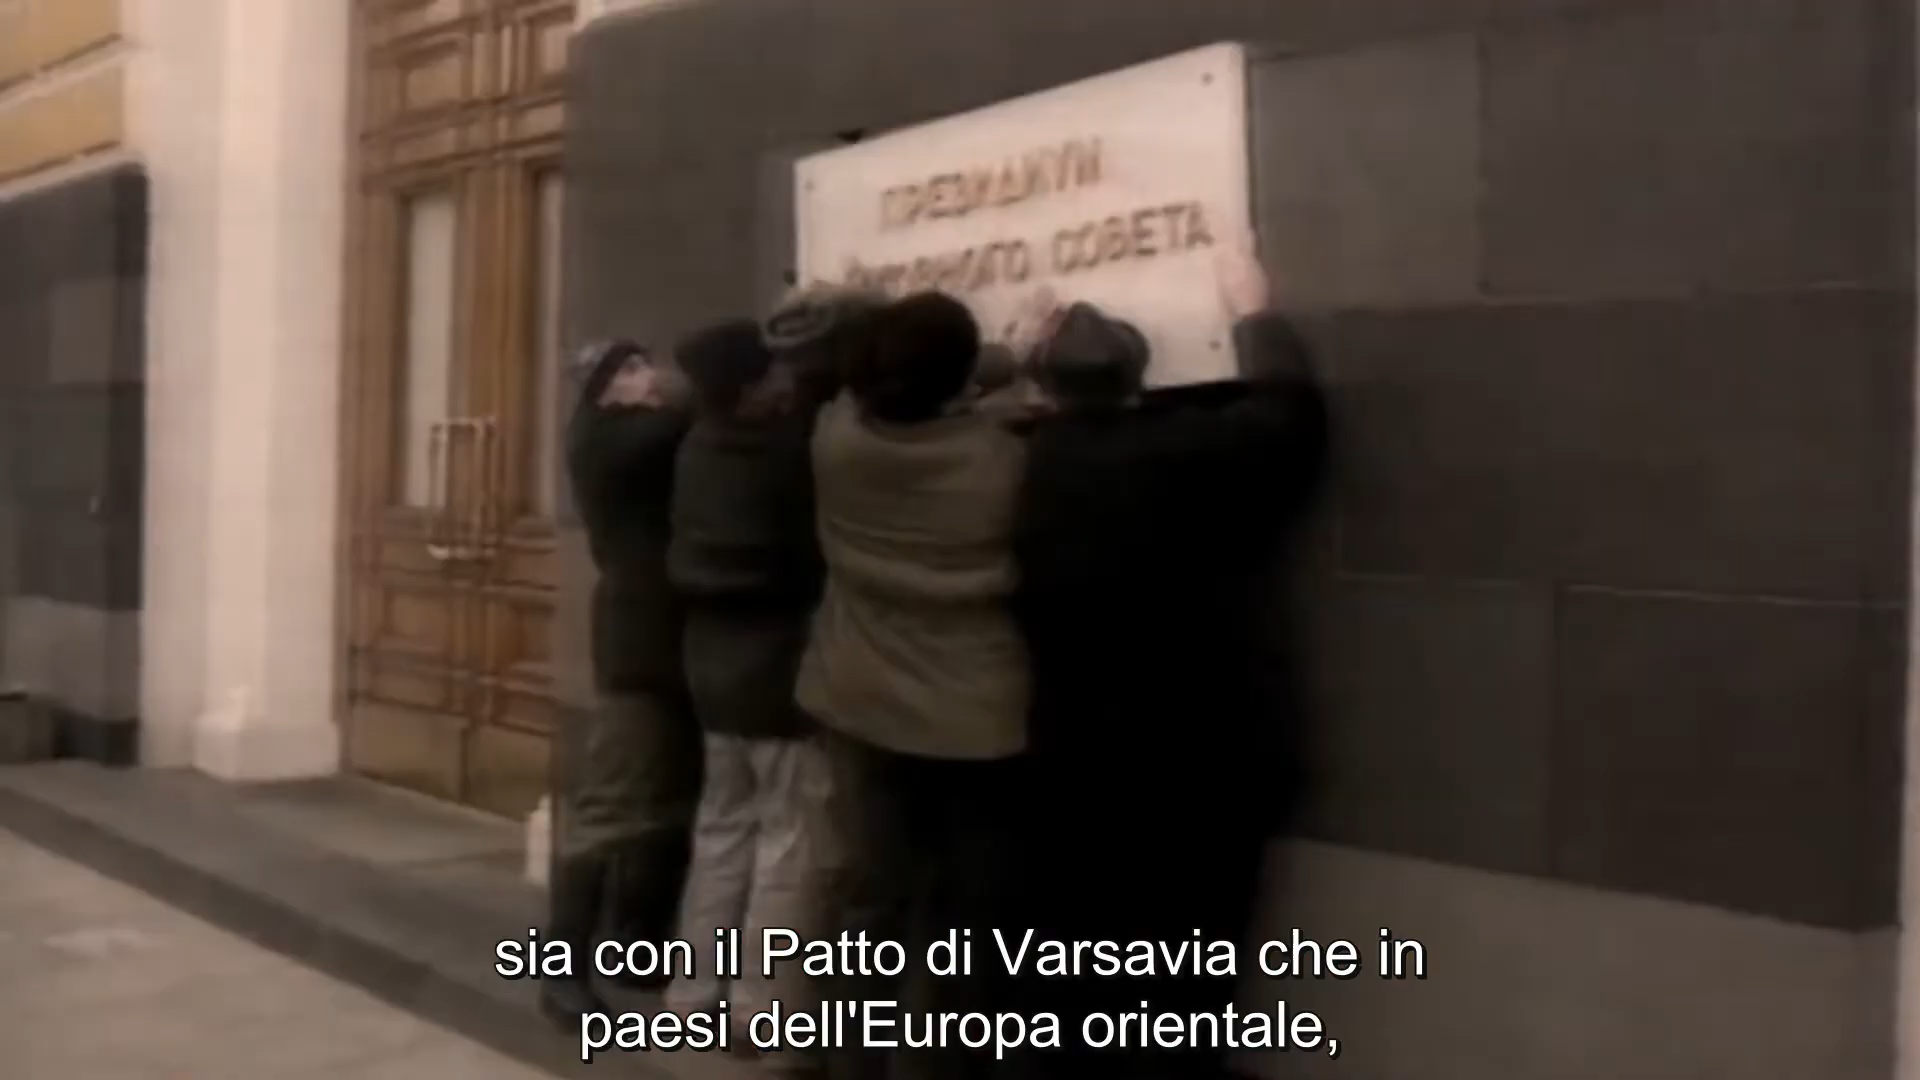 ПРЕЗИДИУМ
СОВЕТА
sia con il Patto di Varsavia che in
paesi dell'Europa orientale,